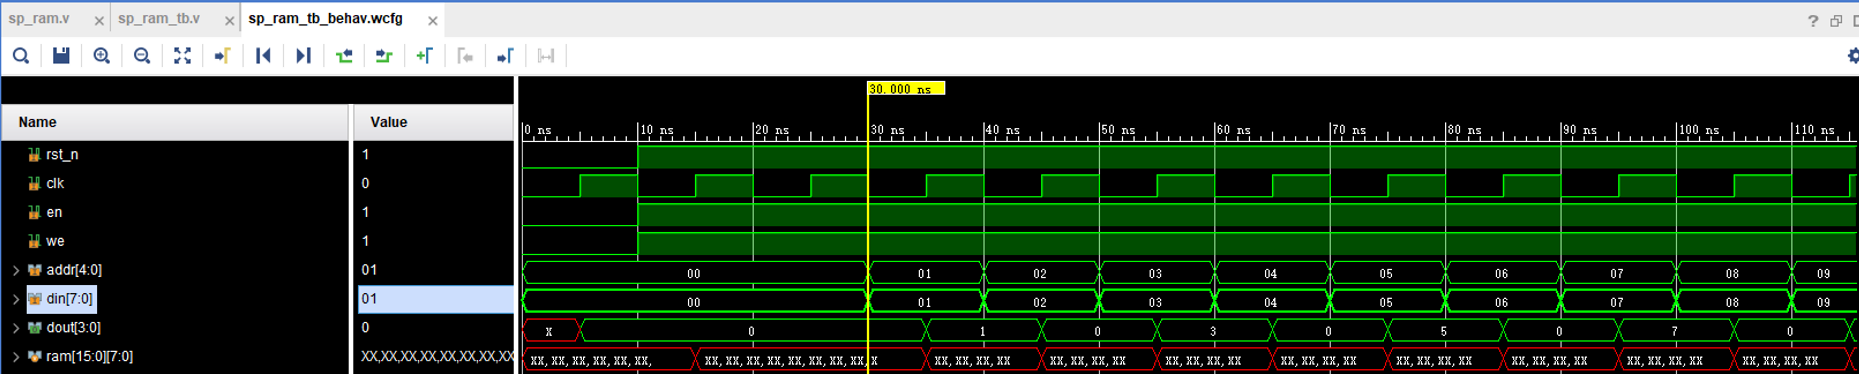 sp_ram.v × sp_ram_tb.v × sp_ram_tb_behav.wcfg × ?
30.000 ns
Name Value
0 ns 10 ns 20 ns 30 ns 40 ns 50 ns 60 ns 70 ns 80 ns 90 ns 100 ns 110 ns
rst_n 1
clk 0
en 1
we 1
addr[4:0] 01 00 01 02 03 04 05 06 07 08 09
din[7:0] 01 00 01 02 03 04 05 06 07 08 09
dout[3:0] 0 X 0 1 0 3 0 5 0 7 0
ram[15:0][7:0] XX,XX,XX,XX,XX,XX,XX,XX XX,XX,XX,XX,XX,XX, XX,XX,XX,XX,XX,XX,XX,X XX,XX,XX,XX XX,XX,XX,XX XX,XX,XX,XX XX,XX,XX,XX XX,XX,XX,XX XX,XX,XX,XX XX,XX,XX,XX XX,XX,XX,XX